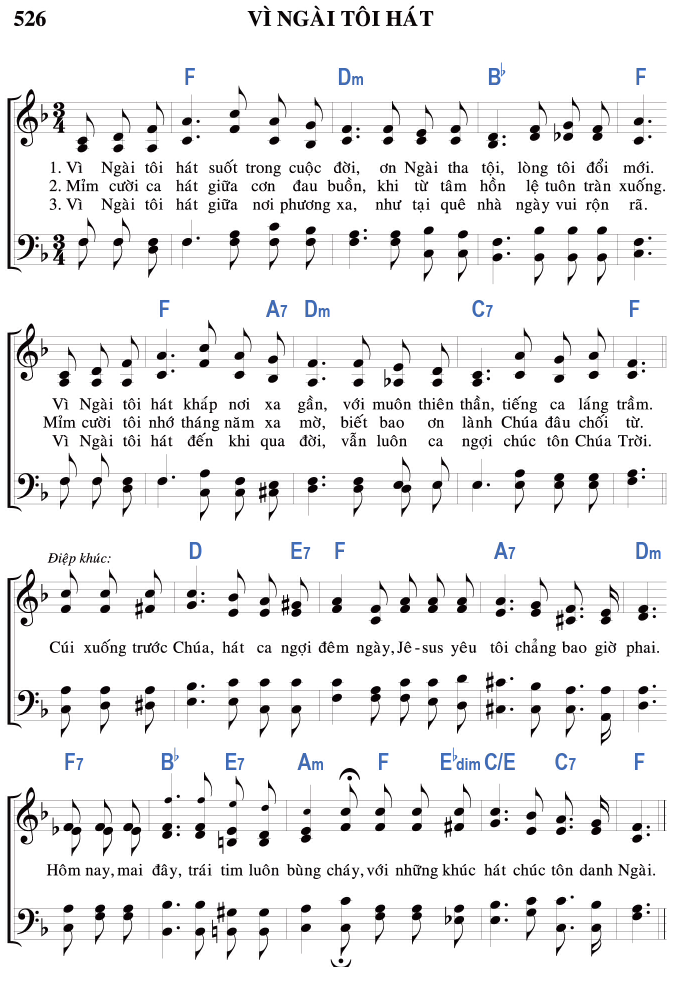 526 VÌ NGÀI TÔI HÁT
F Dm B♭ F
3 4
1. Vì Ngài tôi hát suốt trong cuộc đời, ơn Ngài tha tội, lòng tôi đổi mới.
2. Mỉm cười ca hát giữa cơn đau buồn, khi từ tâm hồn lệ tuôn tràn xuống.
3. Vì Ngài tôi hát giữa nơi phương xa, như tại quê nhà ngày vui rộn rã.
3 4
F A7 Dm C7 F
Vì Ngài tôi hát kháp nơi xa gần, với muôn thiên thần, tiếng ca láng trầm.
Mỉm cười tôi nhớ tháng năm xa mờ, biết bao ơn lành Chúa đâu chối từ.
Vì Ngài tôi hát đến khi qua đời, vẫn luôn ca ngợi chúc tôn Chúa Trời.
Điệp khúc: D E7 F A7 Dm
Cúi xuống trước Chúa, hát ca ngợi đêm ngày, Jê-sus yêu tôi chẳng bao giờ phai.
F7 B♭ E7 Am F E♭dim C/E C7 F
Hôm nay, mai đây, trái tim luôn bùng cháy, với những khúc hát chúc tôn danh Ngài.